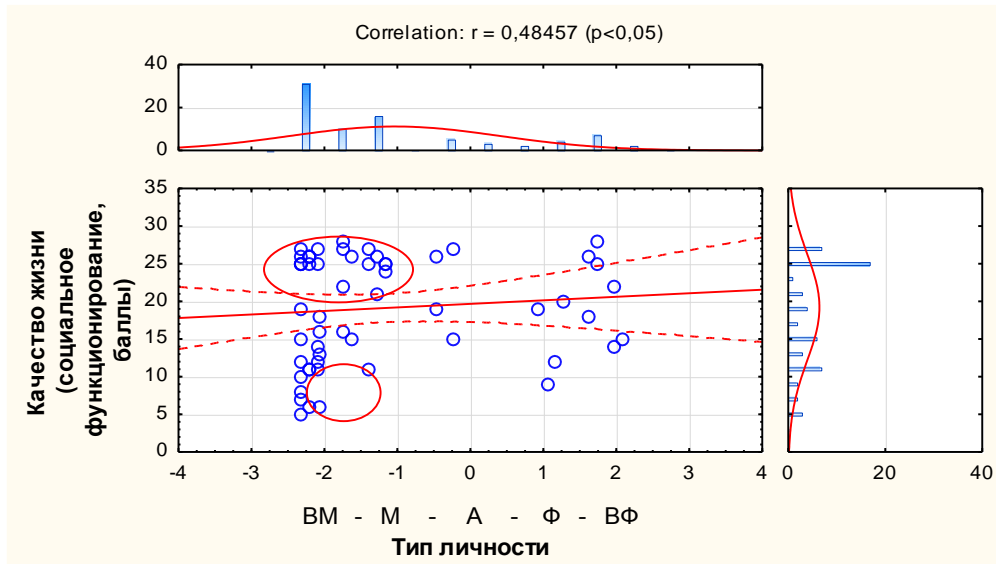 Correlation: r = 0,48457 (p<0,05)
40
20
0
35
30
25
20
15
10
5
0
Качество жизни
(социальное
функционирование,
баллы)
-4 -3 -2 -1 0 1 2 3 4
0 20 40
ВМ - М - А - Ф - ВФ
Тип личности